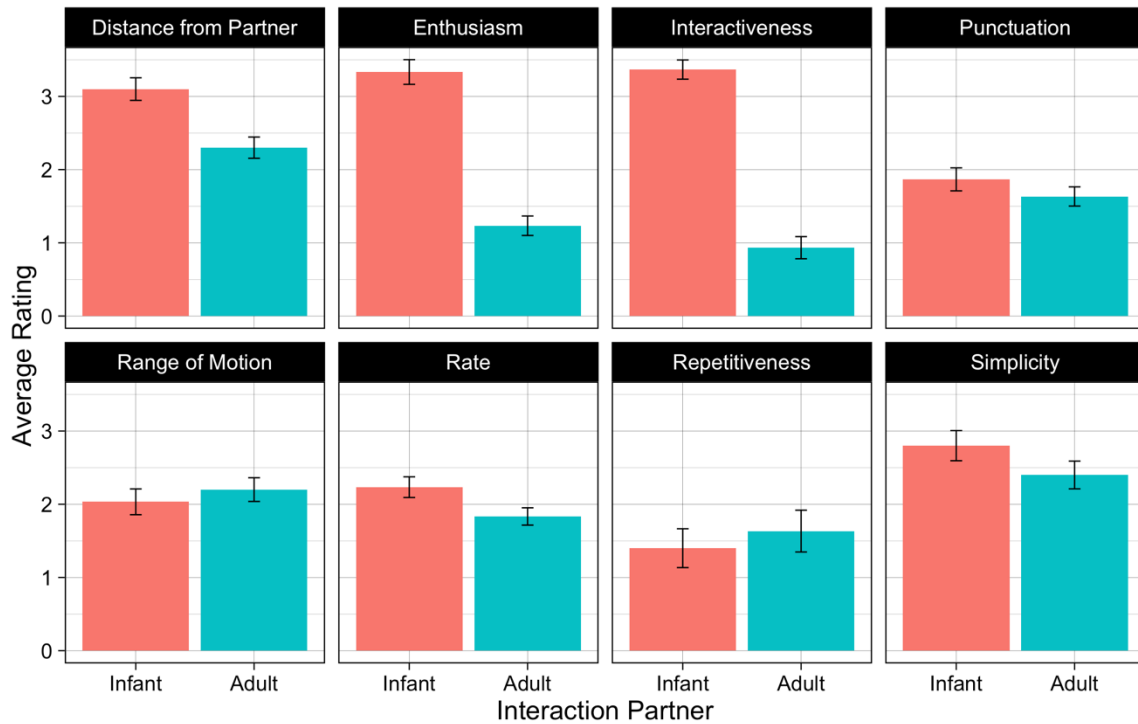 Distance from Partner
Enthusiasm
Interactiveness
Punctuation
3
2
1
0
Average Rating
Range of Motion
Rate
Repetitiveness
Simplicity
3
2
1
0
Infant Adult Infant Adult Infant Adult Infant Adult
Interaction Partner